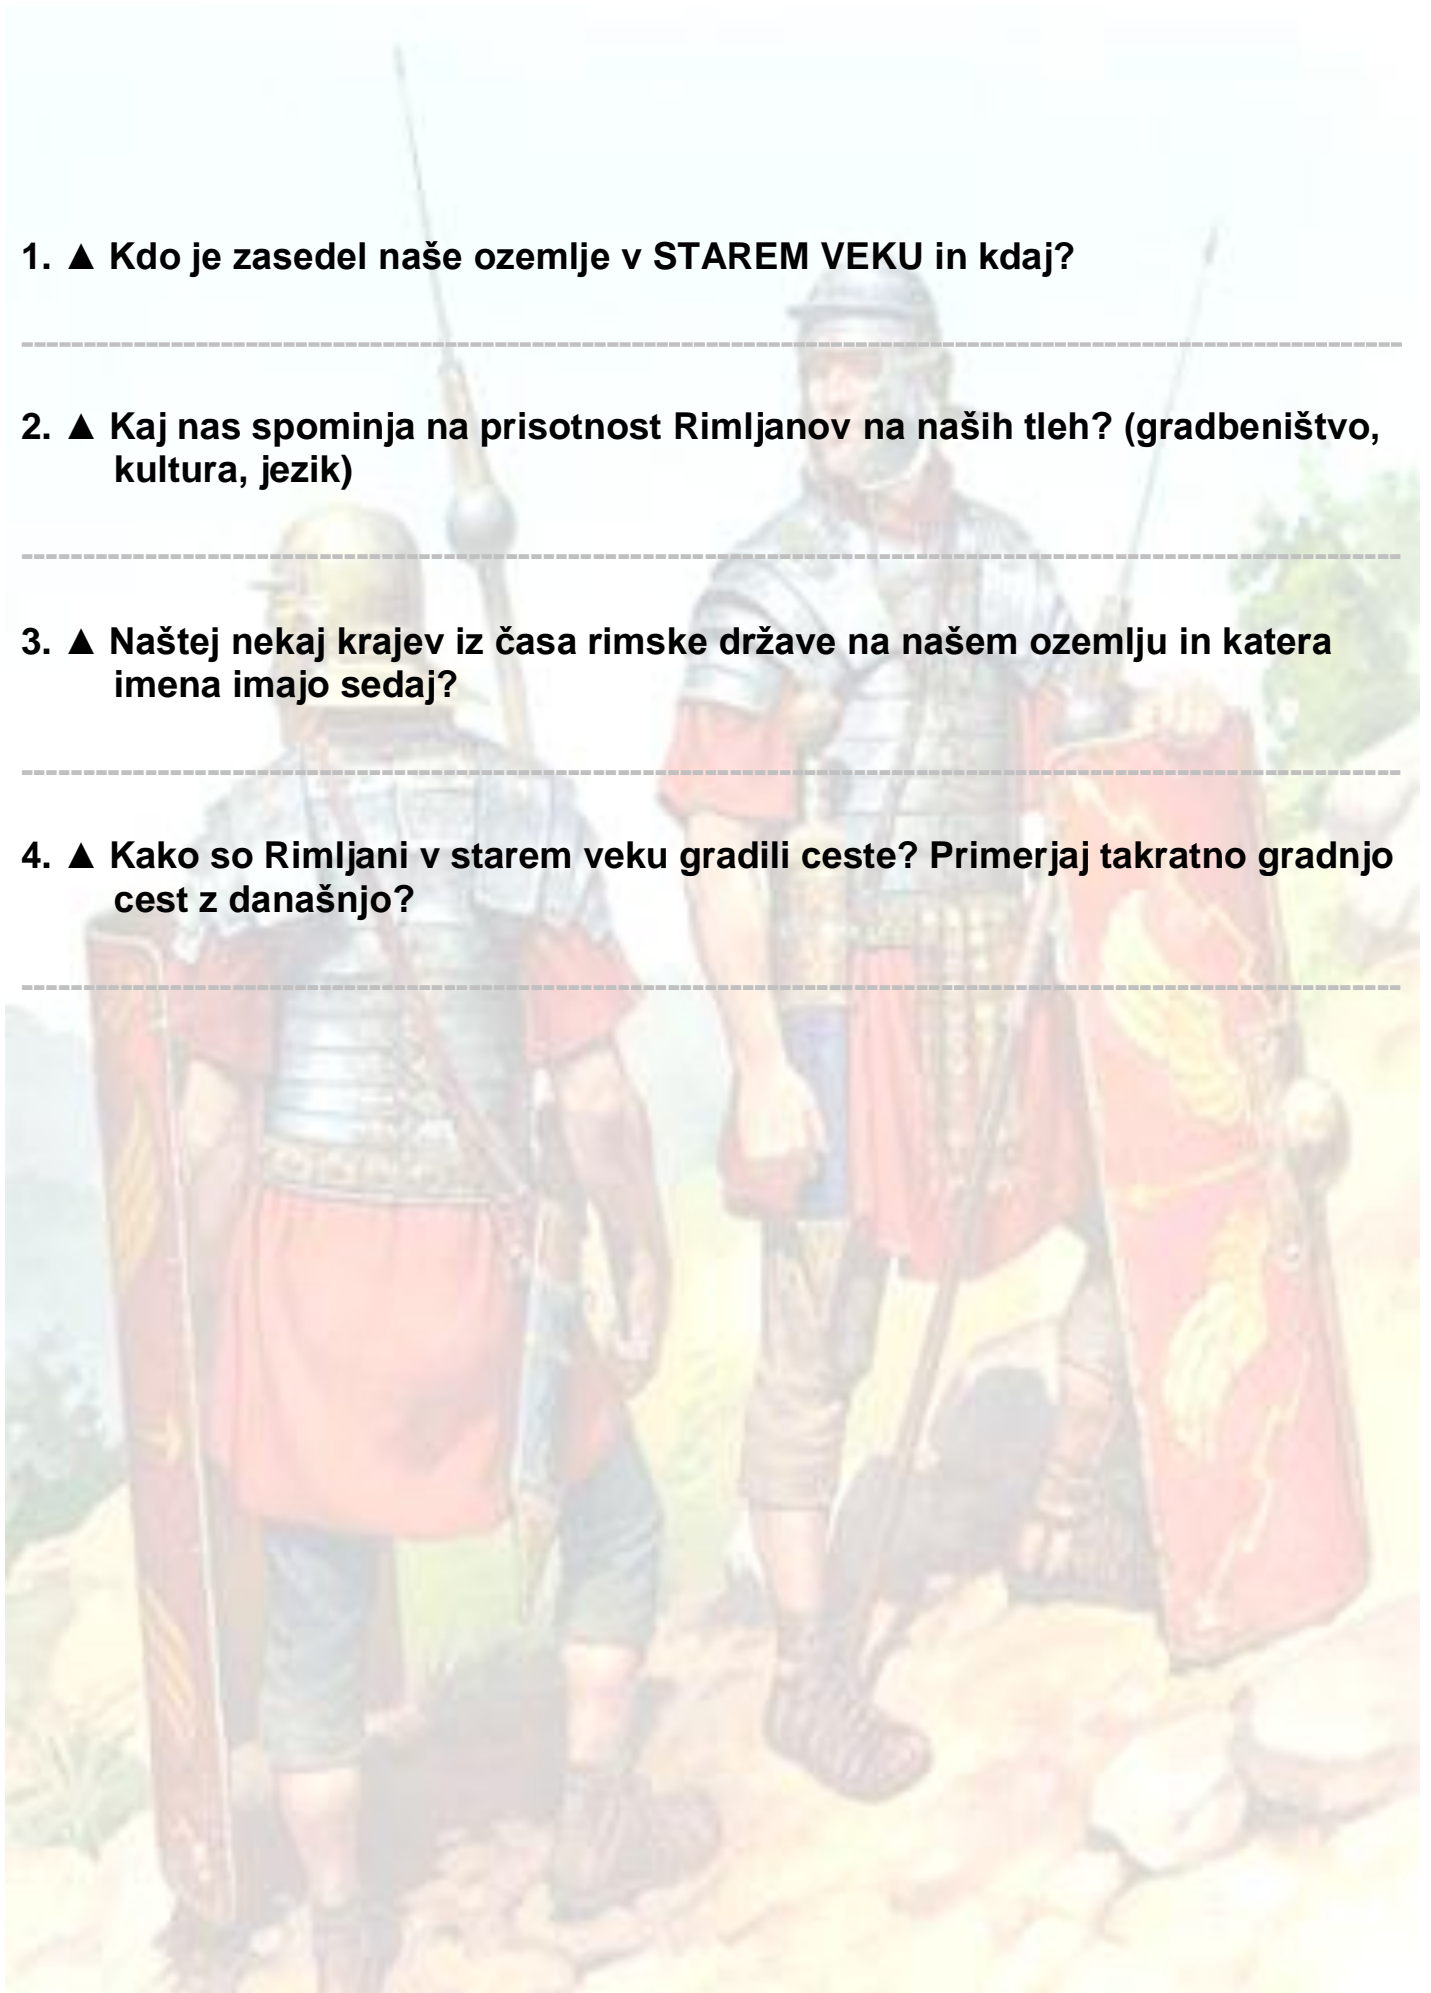 1. ▲ Kdo je zasedel naše ozemlje v STAREM VEKU in kdaj?
2. ▲ Kaj nas spominja na prisotnost Rimljanov na naših tleh? (gradbeništvo,
kultura, jezik)
3. ▲ Naštej nekaj krajev iz časa rimske države na našem ozemlju in katera
imena imajo sedaj?
4. ▲ Kako so Rimljani v starem veku gradili ceste? Primerjaj takratno gradnjo
cest z današnjo?